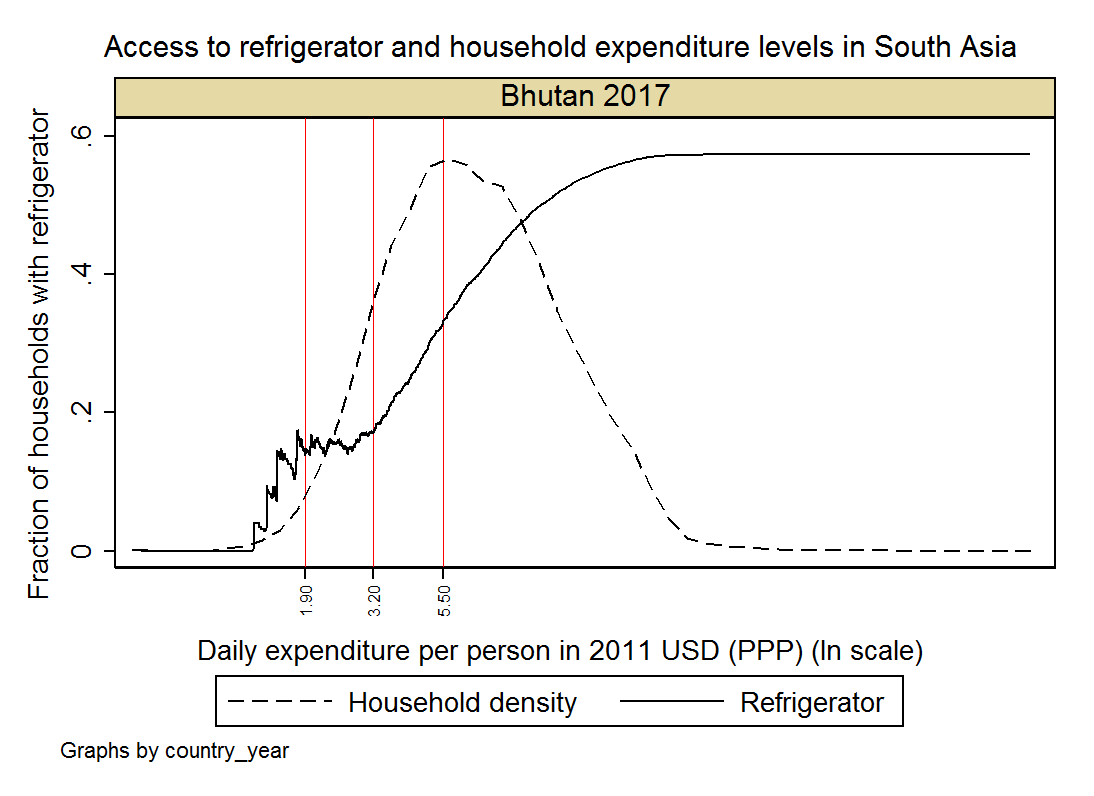 Access to refrigerator and household expenditure levels in South Asia
Bhutan 2017
Fraction of households with refrigerator
.6
.4
.2
0
1.90
3.20
5.50
Daily expenditure per person in 2011 USD (PPP) (ln scale)
Household density
Refrigerator
Graphs by country_year